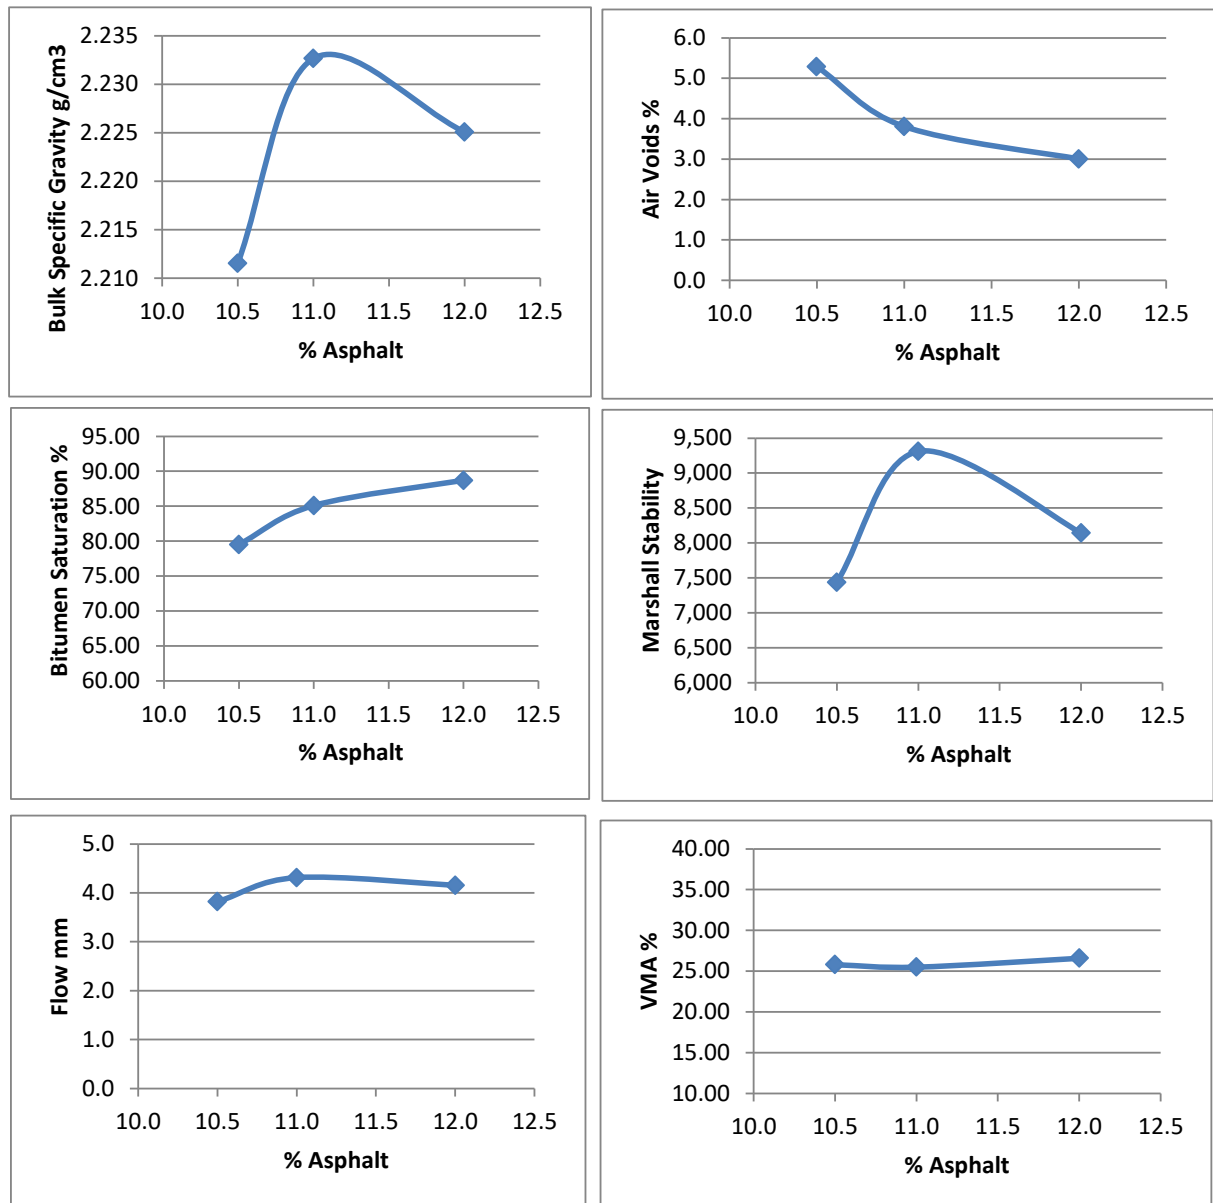 Bulk Specific Gravity g/cm3
2.235
2.230
2.225
2.220
2.215
2.210
10.0 10.5 11.0 11.5 12.0 12.5
% Asphalt
Air Voids %
6.0
5.0
4.0
3.0
2.0
1.0
0.0
10.0 10.5 11.0 11.5 12.0 12.5
% Asphalt
Bitumen Saturation %
95.00
90.00
85.00
80.00
75.00
70.00
65.00
60.00
10.0 10.5 11.0 11.5 12.0 12.5
% Asphalt
Marshall Stability
9,500
9,000
8,500
8,000
7,500
7,000
6,500
6,000
10.0 10.5 11.0 11.5 12.0 12.5
% Asphalt
Flow mm
5.0
4.0
3.0
2.0
1.0
0.0
10.0 10.5 11.0 11.5 12.0 12.5
% Asphalt
VMA %
40.00
35.00
30.00
25.00
20.00
15.00
10.00
10.0 10.5 11.0 11.5 12.0 12.5
% Asphalt